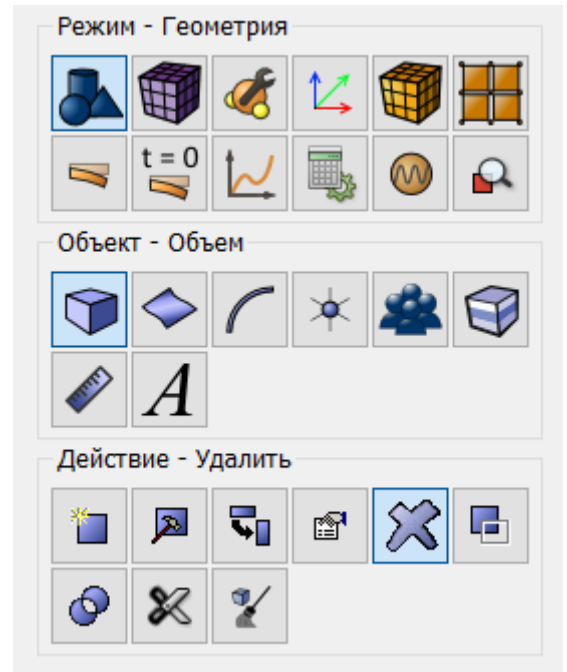 Режим - Геометрия
t = 0
Объект - Объем
A
Действие - Удалить